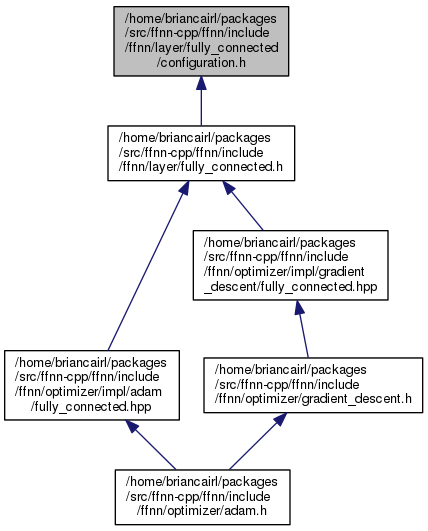 /home/briancairl/packages
/src/ffnn-cpp/ffnn/include
/ffnn/layer/fully_connected
/configuration.h
/home/briancairl/packages
/src/ffnn-cpp/ffnn/include
/ffnn/layer/fully_connected.h
/home/briancairl/packages
/src/ffnn-cpp/ffnn/include
/ffnn/optimizer/impl/gradient
_descent/fully_connected.hpp
/home/briancairl/packages
/src/ffnn-cpp/ffnn/include
/ffnn/optimizer/impl/adam
/fully_connected.hpp
/home/briancairl/packages
/src/ffnn-cpp/ffnn/include
/ffnn/optimizer/gradient_descent.h
/home/briancairl/packages
/src/ffnn-cpp/ffnn/include
/ffnn/optimizer/adam.h